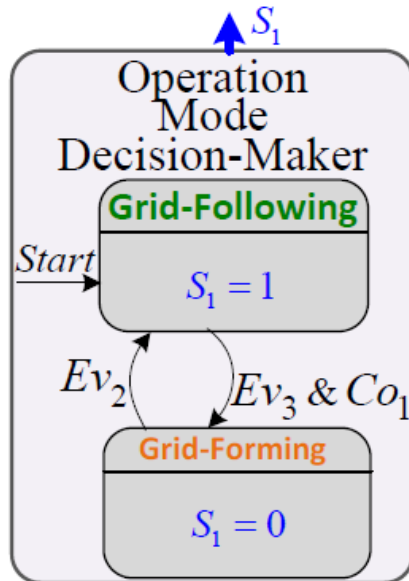 S₁
Operation
Mode
Decision-Maker
Grid-Following
Start
S₁ = 1
Ev₂
Ev₃ & Co₁
Grid-Forming
S₁ = 0